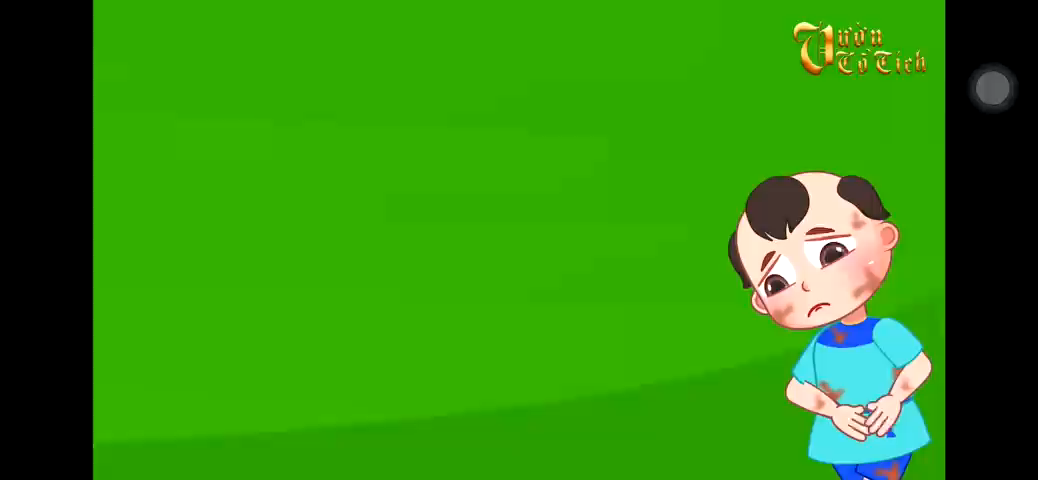 Vườn
Cổ Tích